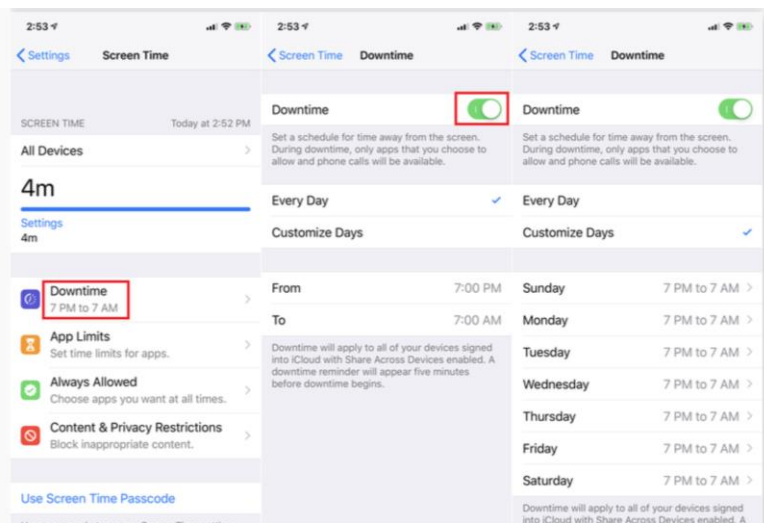 2:53
Settings
Screen Time
SCREEN TIME
Today at 2:52 PM
All Devices
4m
Settings
4m
Downtime
7 PM to 7 AM
App Limits
Set time limits for apps.
Always Allowed
Choose apps you want at all times.
Content & Privacy Restrictions
Block inappropriate content.
Use Screen Time Passcode
2:53
Screen Time
Downtime
Downtime
Set a schedule for time away from the screen.
During downtime, only apps that you choose to
allow and phone calls will be available.
Every Day
Customize Days
From
7:00 PM
To
7:00 AM
Downtime will apply to all of your devices signed
into iCloud with Share Across Devices enabled. A
downtime reminder will appear five minutes
before downtime begins.
2:53
Screen Time
Downtime
Downtime
Set a schedule for time away from the screen.
During downtime, only apps that you choose to
allow and phone calls will be available.
Every Day
Customize Days
Sunday
7 PM to 7 AM
Monday
7 PM to 7 AM
Tuesday
7 PM to 7 AM
Wednesday
7 PM to 7 AM
Thursday
7 PM to 7 AM
Friday
7 PM to 7 AM
Saturday
7 PM to 7 AM
Downtime will apply to all of your devices signed
into iCloud with Share Across Devices enabled. A